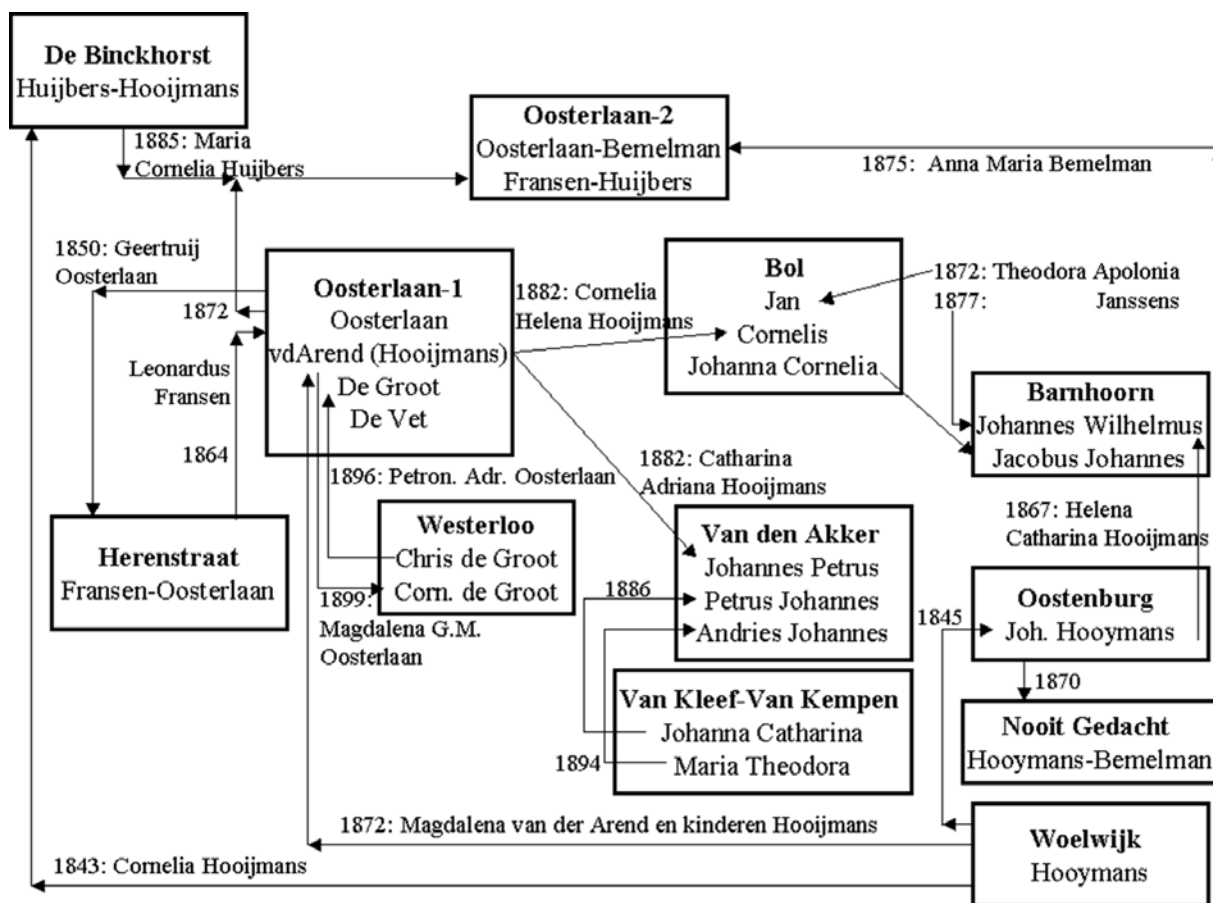 De Binckhorst
Huijbers-Hooijmans
1885: Maria
Cornelia Huijbers
Oosterlaan-2
Oosterlaan-Bemelman
Fransen-Huijbers
1875: Anna Maria Bemelman
1850: Geertruij
Oosterlaan
1872
Oosterlaan-1
Oosterlaan
vdArend (Hooijmans)
De Groot
De Vet
1882: Cornelia
Helena Hooijmans
Bol
Jan
Cornelis
Johanna Cornelia
1872: Theodora Apolonia
1877: Janssens
Leonardus
Fransen
1864
Barnhoorn
Johannes Wilhelmus
Jacobus Johannes
1896: Petron. Adr. Oosterlaan
1882: Catharina
Adriana Hooijmans
1867: Helena
Catharina Hooijmans
Herenstraat
Fransen-Oosterlaan
Westerloo
Chris de Groot
Corn. de Groot
1899:
Magdalena G.M.
Oosterlaan
Van den Akker
Johannes Petrus
Petrus Johannes
Andries Johannes
1886
1845
Oostenburg
Joh. Hooymans
1870
Van Kleef-Van Kempen
Johanna Catharina
Maria Theodora
1894
Nooit Gedacht
Hooymans-Bemelman
1872: Magdalena van der Arend en kinderen Hooijmans
1843: Cornelia Hooijmans
Woelwijk
Hooymans